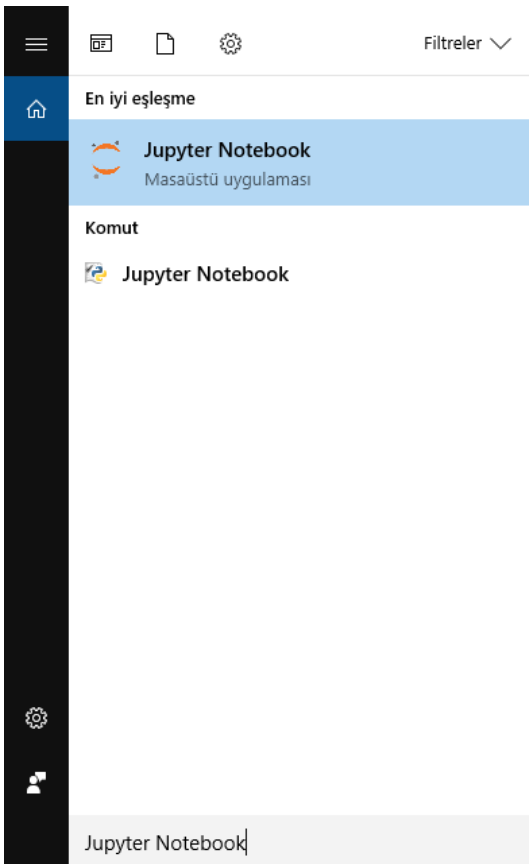 Filtreler
En iyi eşleşme
Jupyter Notebook
Masaüstü uygulaması
Komut
Jupyter Notebook
Jupyter Notebook